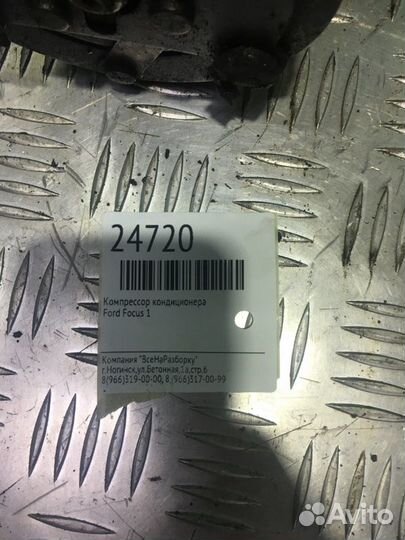 24720
Компрессор кондиционера
Ford Focus 1
Компания "ВсеНаРазборку"
г.Ногинск,ул.Бетонная,1а,стр.6
8(966)319-00-00, 8(966)317-00-99
Avito